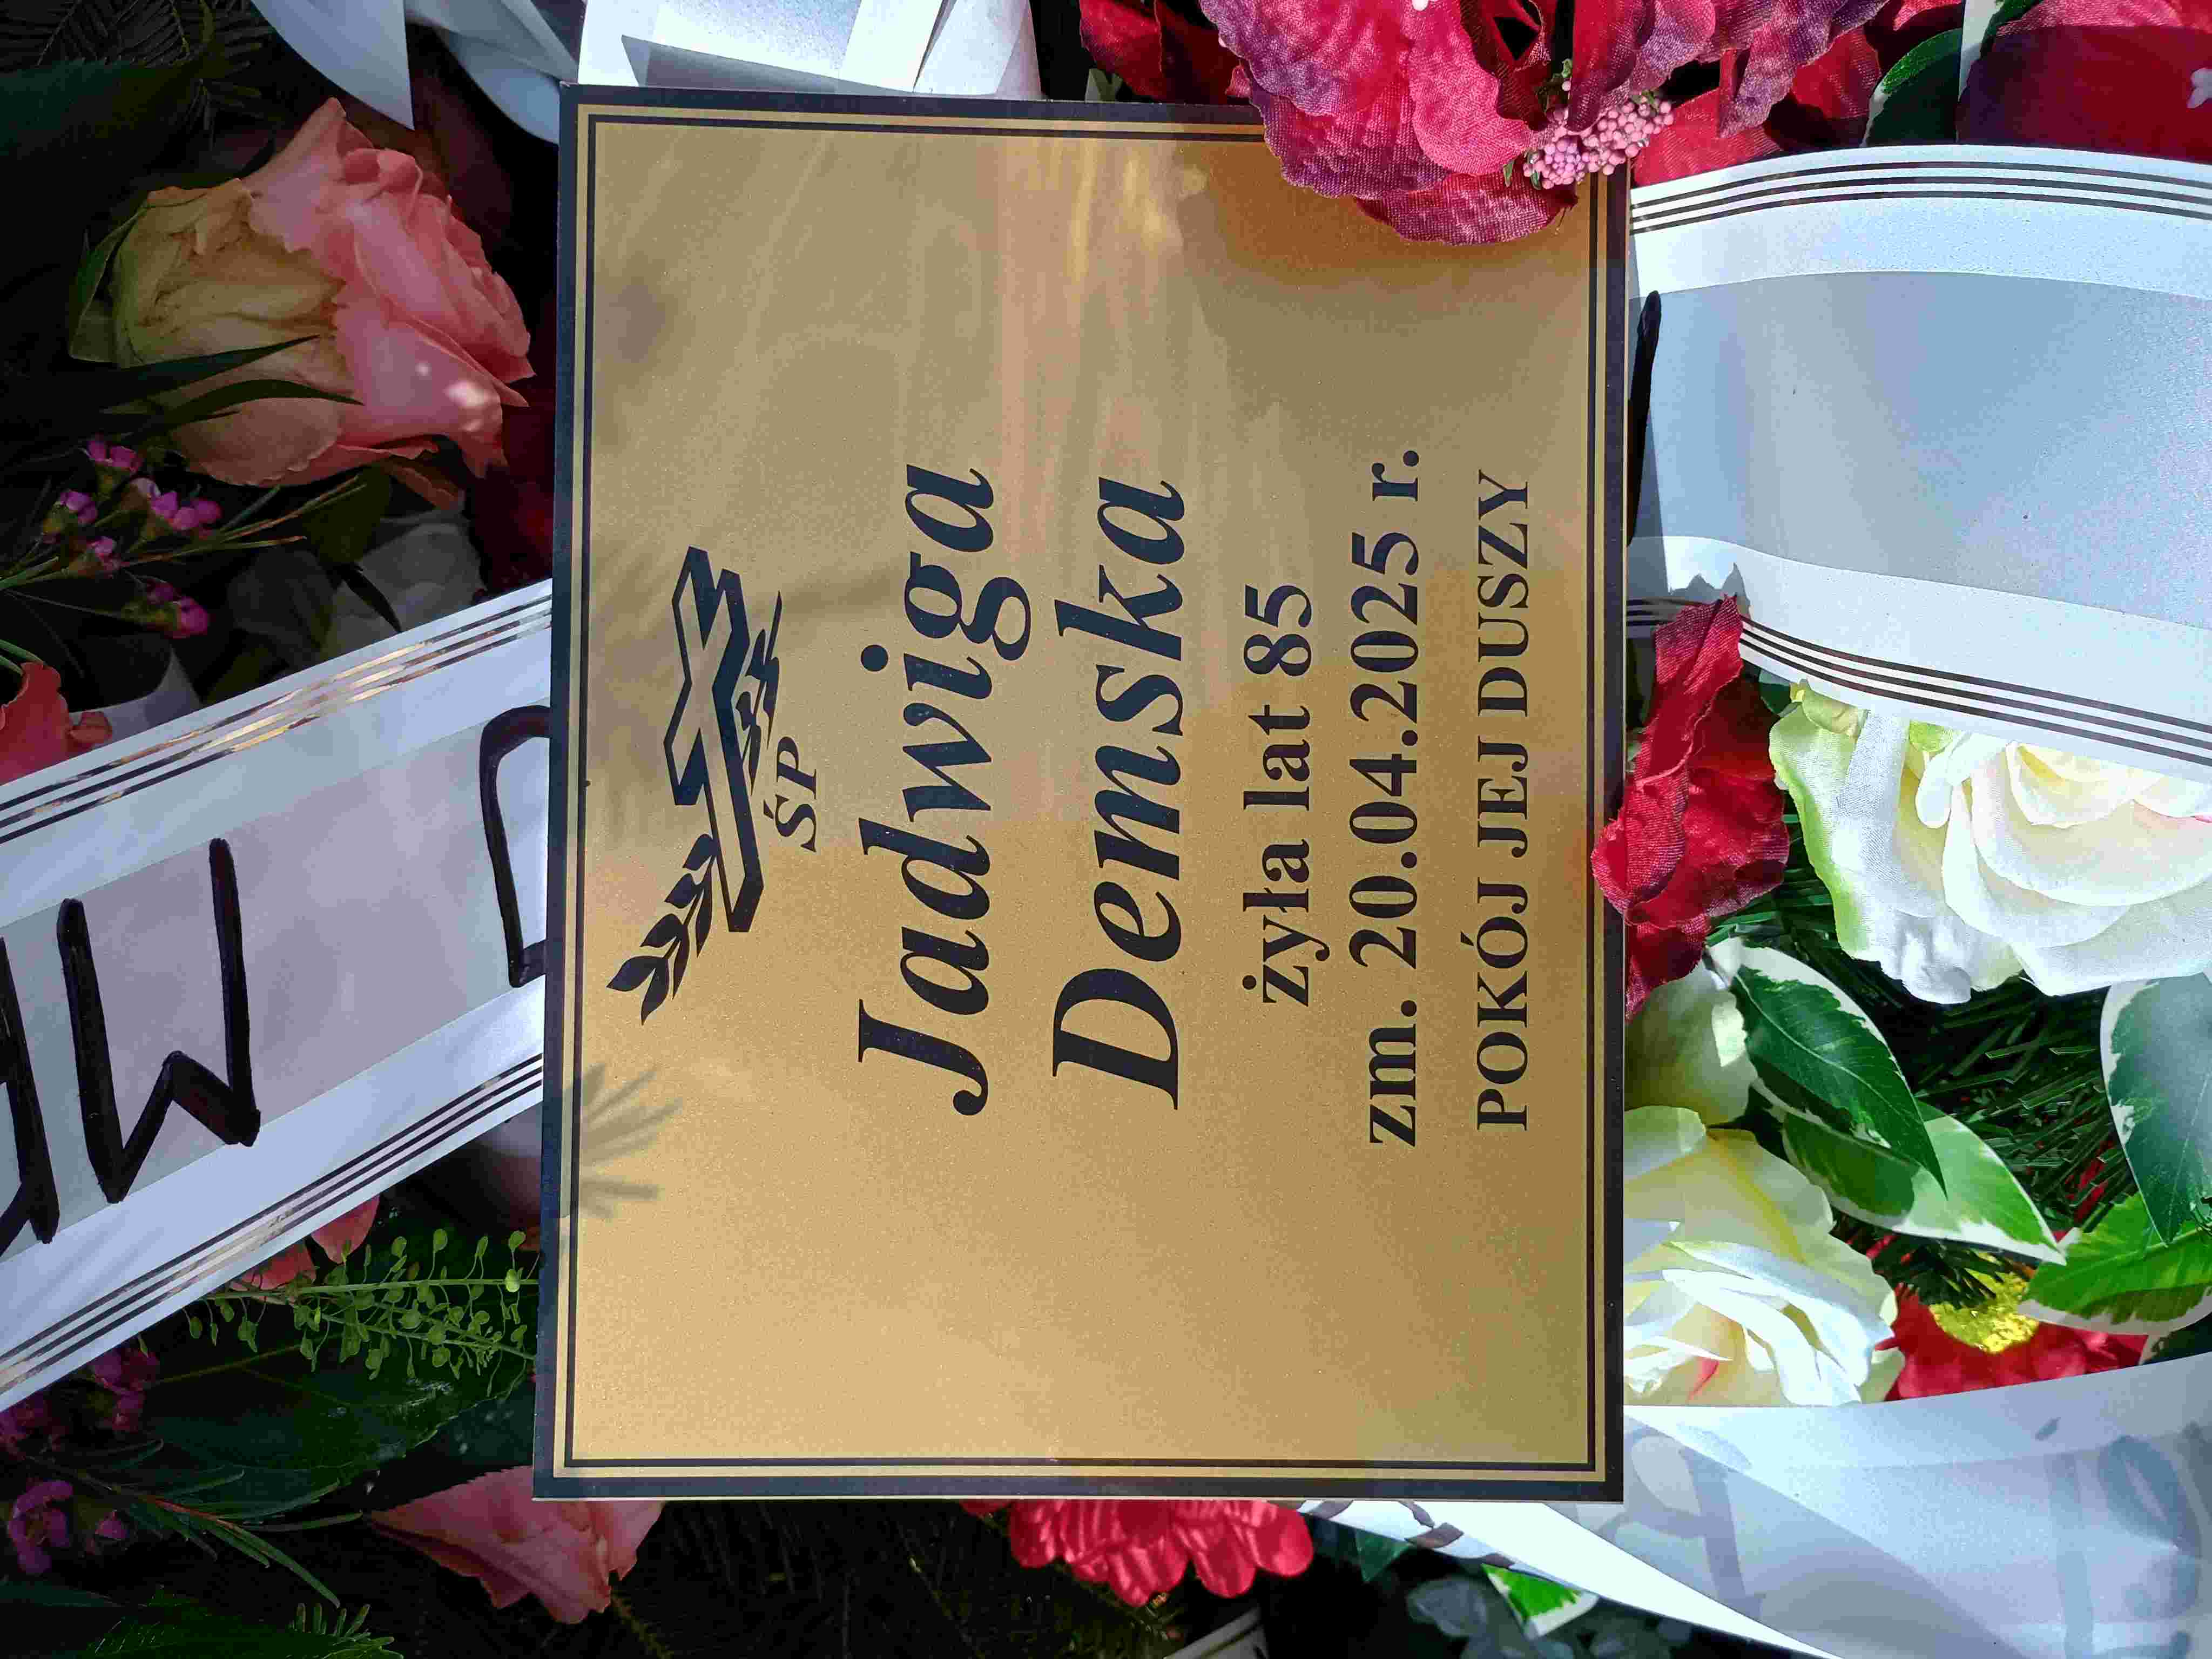 ŚP
Jadwiga
Demska
żyła lat 85
zm. 20.04.2025 r.
POKÓJ JEJ DUSZY